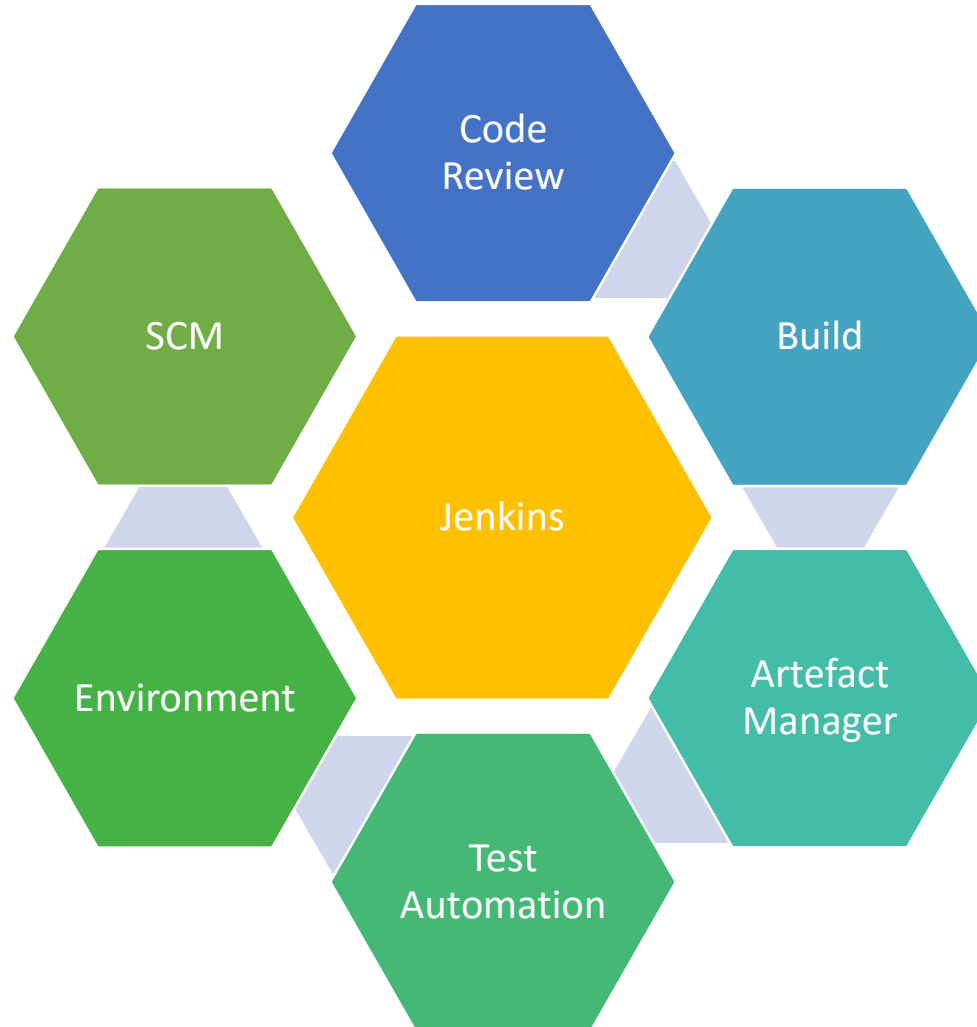 Code
Review
SCM
Build
Jenkins
Environment
Artefact
Manager
Test
Automation